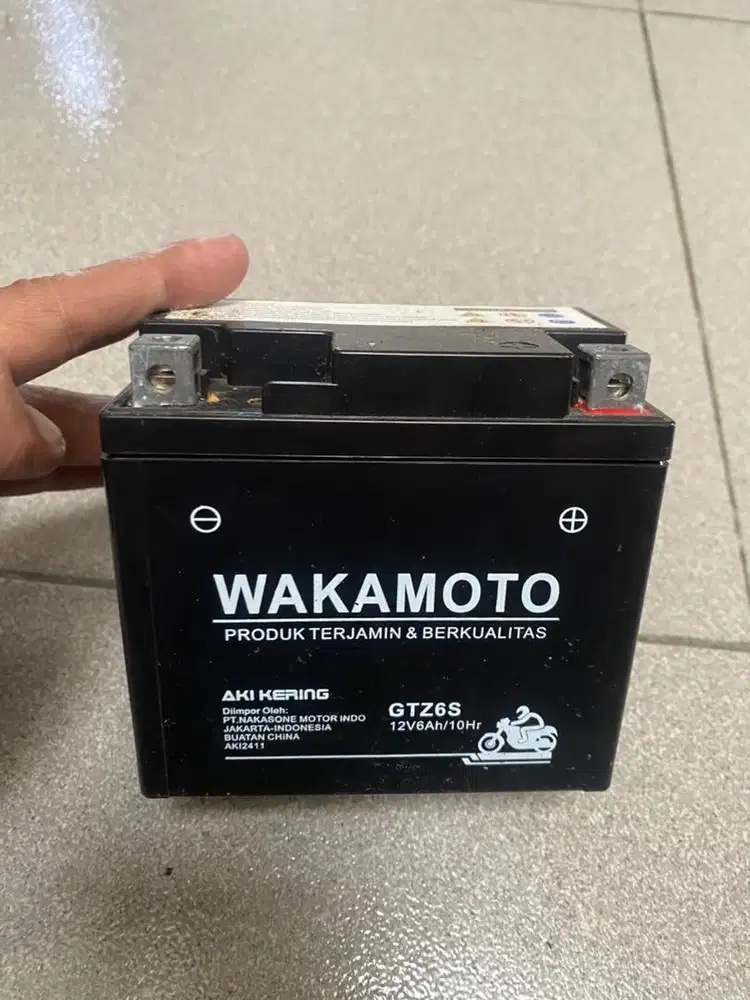 WAKAMOTO
PRODUK TERJAMIN & BERKUALITAS
AKI KERING
Diimpor Oleh:
PT.NAKASONE MOTOR INDO
JAKARTA-INDONESIA
BUATAN CHINA
AKI2411
GTZ6S
12V6Ah/10Hr